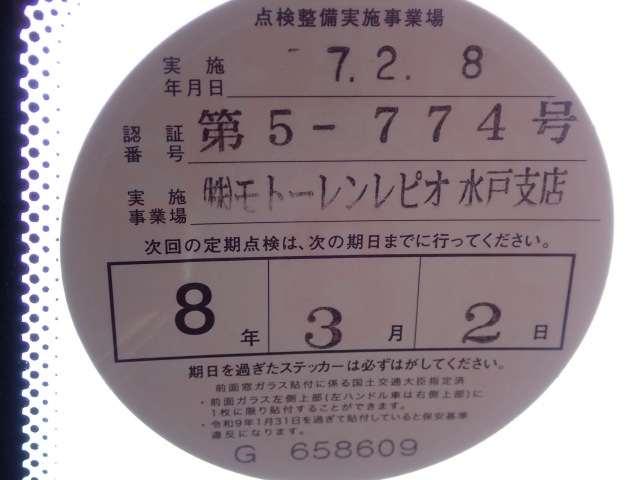 点検整備実施事業場
実施年月日 7. 2. 8
認証番号 第5-774号
実施事業場 ㈱モトーレンレピオ 水戸支店
次回の定期点検は、次の期日までに行ってください。
8年 3月 2日
期日を過ぎたステッカーは必ずはがしてください。
前面窓ガラス貼付に係る国土交通大臣指定済
・前面ガラス左側上部(左ハンドル車は右側上部)に
1枚に限り貼付することができます。
・令和9年1月31日を過ぎて貼付していると保安基準
違反になります。
G 658609